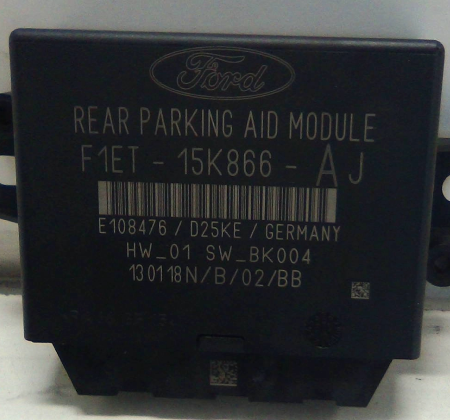 Ford
REAR PARKING AID MODULE
F1ET - 15K866 - AJ
E108476 / D25KE / GERMANY
HW_01 SW_BK004
130118N/B/02/BB